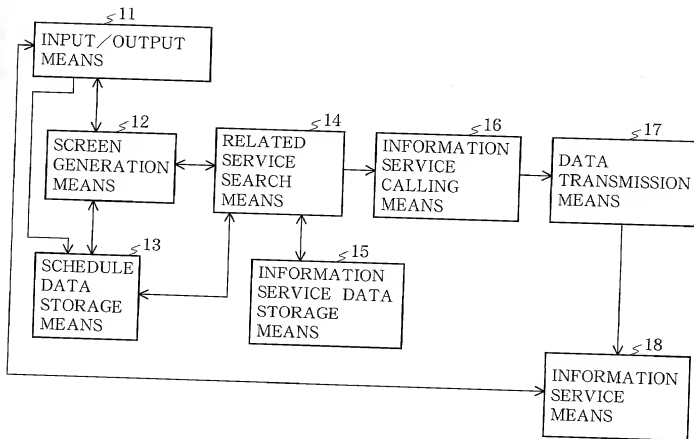 11
INPUT/OUTPUT
MEANS
12
SCREEN
GENERATION
MEANS
13
SCHEDULE
DATA
STORAGE
MEANS
14
RELATED
SERVICE
SEARCH
MEANS
15
INFORMATION
SERVICE DATA
STORAGE
MEANS
16
INFORMATION
SERVICE
CALLING
MEANS
17
DATA
TRANSMISSION
MEANS
18
INFORMATION
SERVICE
MEANS